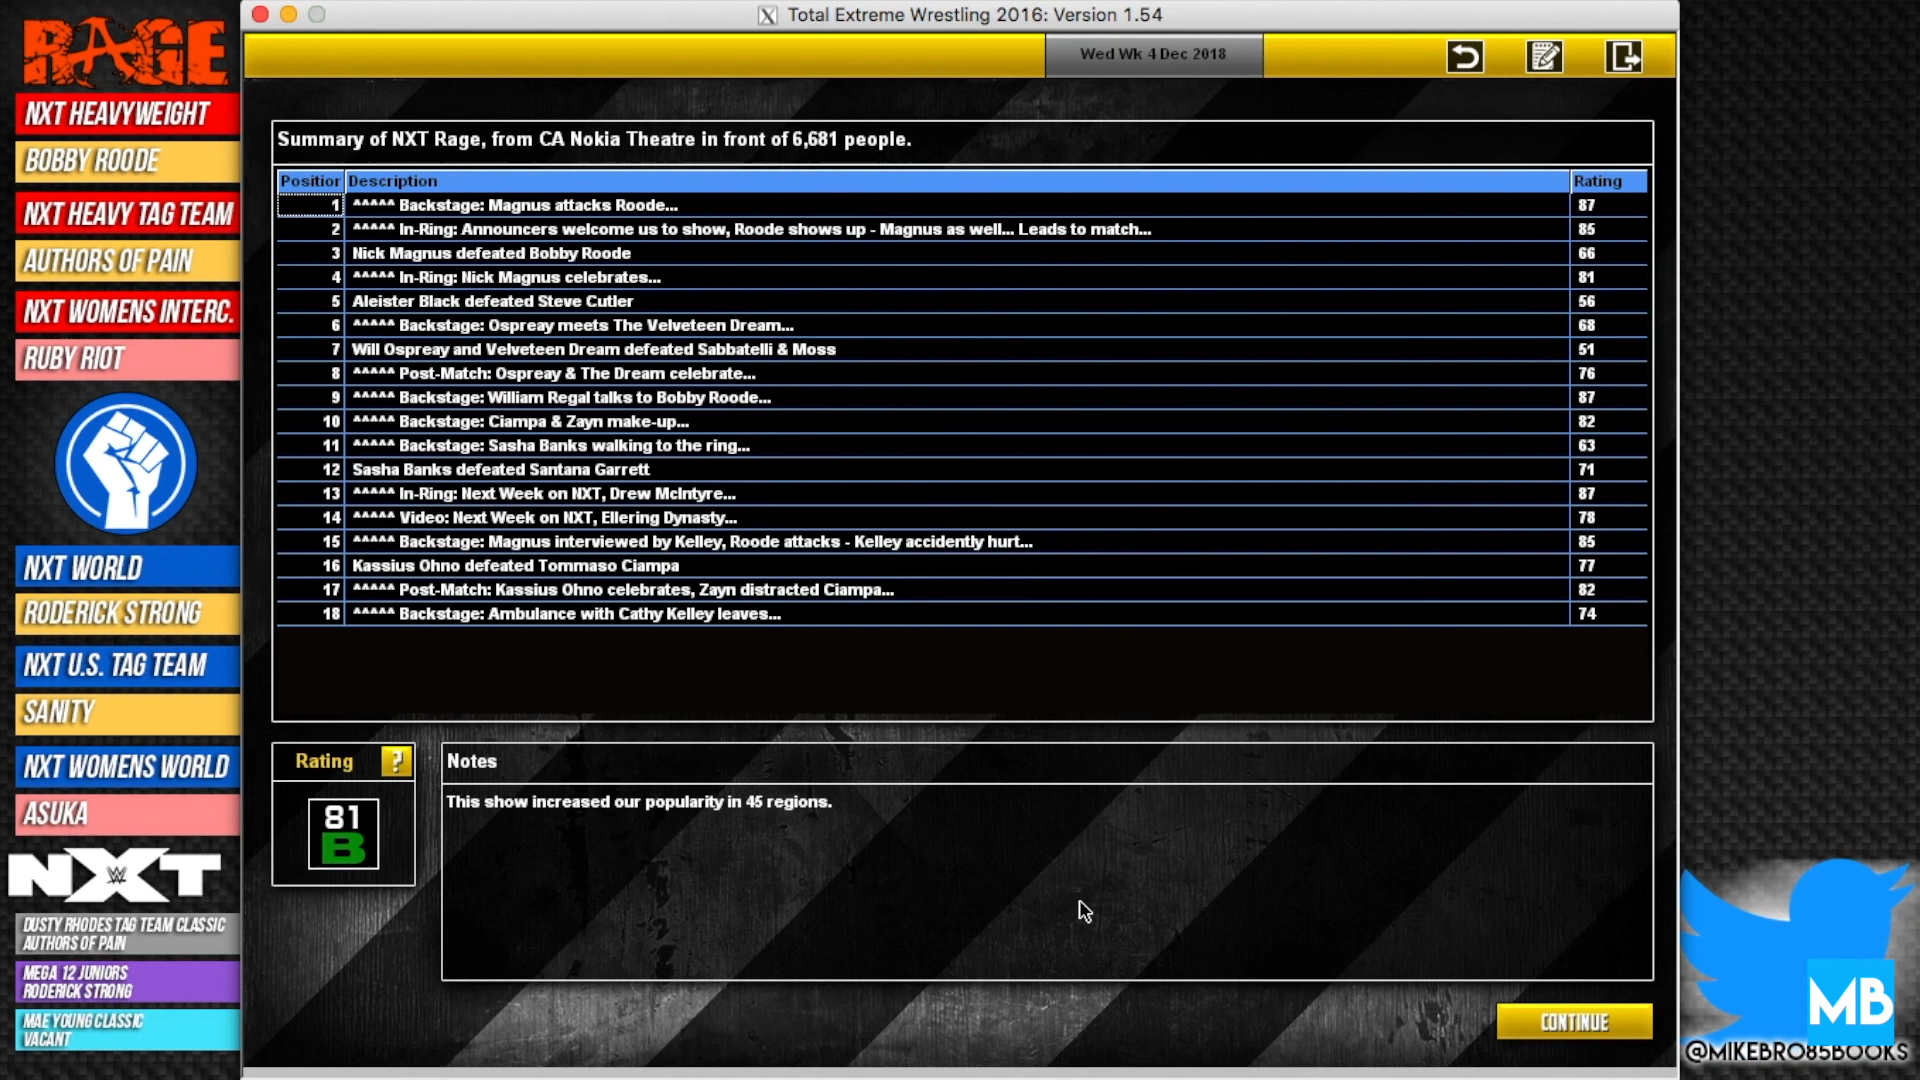 RAGE
NXT HEAVYWEIGHT
BOBBY ROODE
NXT HEAVY TAG TEAM
AUTHORS OF PAIN
NXT WOMENS INTERC.
RUBY RIOT
NXT WORLD
RODERICK STRONG
NXT U.S. TAG TEAM
SANITY
NXT WOMENS WORLD
ASUKA
NXT
W
DUSTY RHODES TAG TEAM CLASSIC
AUTHORS OF PAIN
MEGA 12 JUNIORS
RODERICK STRONG
MAE YOUNG CLASSIC
VACANT
X Total Extreme Wrestling 2016: Version 1.54
Wed Wk 4 Dec 2018
Summary of NXT Rage, from CA Nokia Theatre in front of 6,681 people.
Position Description Rating
1 ^^^^^ Backstage: Magnus attacks Roode... 87
2 ^^^^^ In-Ring: Announcers welcome us to show, Roode shows up - Magnus as well... Leads to match... 85
3 Nick Magnus defeated Bobby Roode 66
4 ^^^^^ In-Ring: Nick Magnus celebrates... 81
5 Aleister Black defeated Steve Cutler 56
6 ^^^^^ Backstage: Ospreay meets The Velveteen Dream... 68
7 Will Ospreay and Velveteen Dream defeated Sabbatelli & Moss 51
8 ^^^^^ Post-Match: Ospreay & The Dream celebrate... 76
9 ^^^^^ Backstage: William Regal talks to Bobby Roode... 87
10 ^^^^^ Backstage: Ciampa & Zayn make-up... 82
11 ^^^^^ Backstage: Sasha Banks walking to the ring... 63
12 Sasha Banks defeated Santana Garrett 71
13 ^^^^^ In-Ring: Next Week on NXT, Drew McIntyre... 87
14 ^^^^^ Video: Next Week on NXT, Ellering Dynasty... 78
15 ^^^^^ Backstage: Magnus interviewed by Kelley, Roode attacks - Kelley accidently hurt... 85
16 Kassius Ohno defeated Tommaso Ciampa 77
17 ^^^^^ Post-Match: Kassius Ohno celebrates, Zayn distracted Ciampa... 82
18 ^^^^^ Backstage: Ambulance with Cathy Kelley leaves... 74
Rating ?
81
B
Notes
This show increased our popularity in 45 regions.
CONTINUE
MB
@MIKEBRO85BOOKS